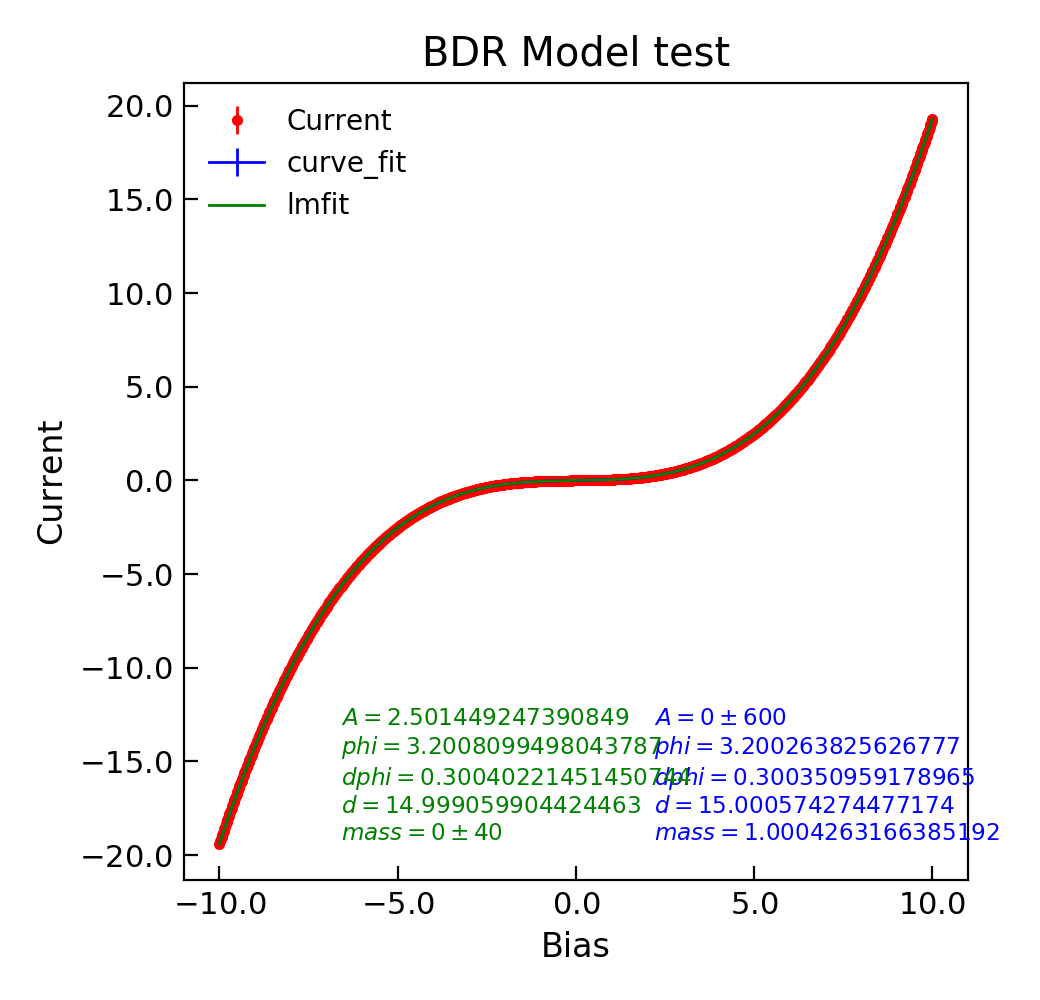 BDR Model test
20.0
15.0
10.0
5.0
0.0
−5.0
−10.0
−15.0
−20.0
Current
Current
curve_fit
lmfit
A = 2.501449247390849
phi = 3.2008099498043787
dphi = 0.30040221451450744
d = 14.999059904424463
mass = 0 ± 40
A = 0 ± 600
phi = 3.200263825626777
dphi = 0.300350959178965
d = 15.000574274477174
mass = 1.0004263166385192
−10.0
−5.0
0.0
5.0
10.0
Bias